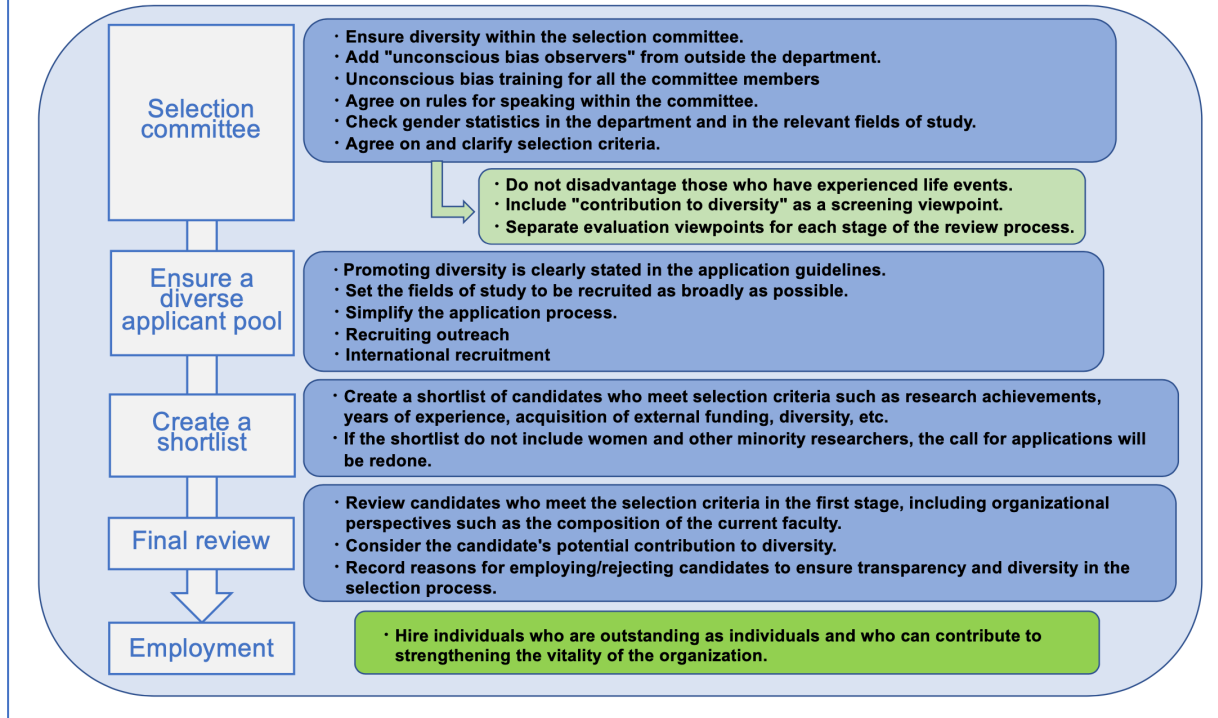 Selection
committee
・Ensure diversity within the selection committee.
・Add "unconscious bias observers" from outside the department.
・Unconscious bias training for all the committee members
・Agree on rules for speaking within the committee.
・Check gender statistics in the department and in the relevant fields of study.
・Agree on and clarify selection criteria.
・Do not disadvantage those who have experienced life events.
・Include "contribution to diversity" as a screening viewpoint.
・Separate evaluation viewpoints for each stage of the review process.
Ensure a
diverse
applicant pool
・Promoting diversity is clearly stated in the application guidelines.
・Set the fields of study to be recruited as broadly as possible.
・Simplify the application process.
・Recruiting outreach
・International recruitment
Create a
shortlist
・Create a shortlist of candidates who meet selection criteria such as research achievements,
years of experience, acquisition of external funding, diversity, etc.
・If the shortlist do not include women and other minority researchers, the call for applications will
be redone.
Final review
・Review candidates who meet the selection criteria in the first stage, including organizational
perspectives such as the composition of the current faculty.
・Consider the candidate's potential contribution to diversity.
・Record reasons for employing/rejecting candidates to ensure transparency and diversity in the
selection process.
Employment
・Hire individuals who are outstanding as individuals and who can contribute to
strengthening the vitality of the organization.